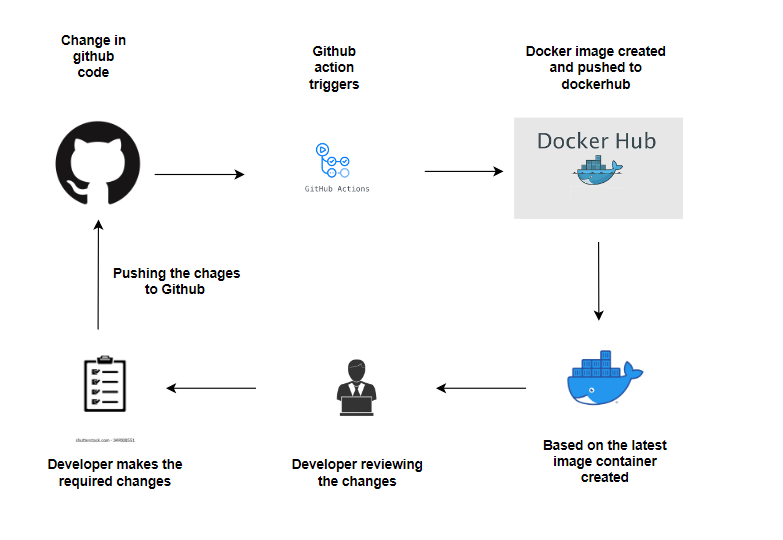 Change in
github
code
Github
action
triggers
Docker image created
and pushed to
dockerhub
GitHub Actions
Docker Hub
Pushing the chages
to Github
shutterstock.com
Developer makes the
required changes
Developer reviewing
the changes
Based on the latest
image container
created